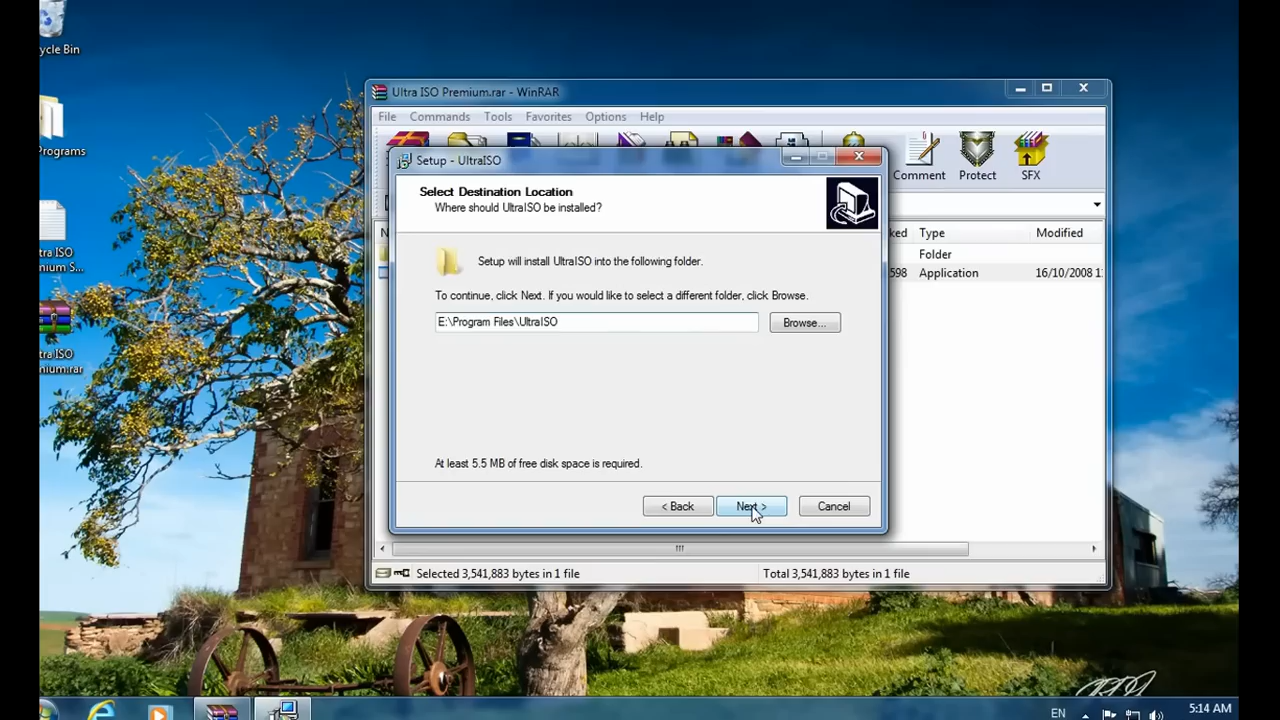 ycle Bin
Programs
tra ISO
mium S...
tra ISO
mium.rar
Ultra ISO Premium.rar - WinRAR
File Commands Tools Favorites Options Help
Comment Protect SFX
ked Type Modified
Folder
598 Application 16/10/2008 1
Setup - UltraISO
Select Destination Location
Where should UltraISO be installed?
Setup will install UltraISO into the following folder.
To continue, click Next. If you would like to select a different folder, click Browse.
E:\Program Files\UltraISO
Browse...
At least 5.5 MB of free disk space is required.
< Back Next > Cancel
Selected 3,541,883 bytes in 1 file Total 3,541,883 bytes in 1 file
EN 5:14 AM